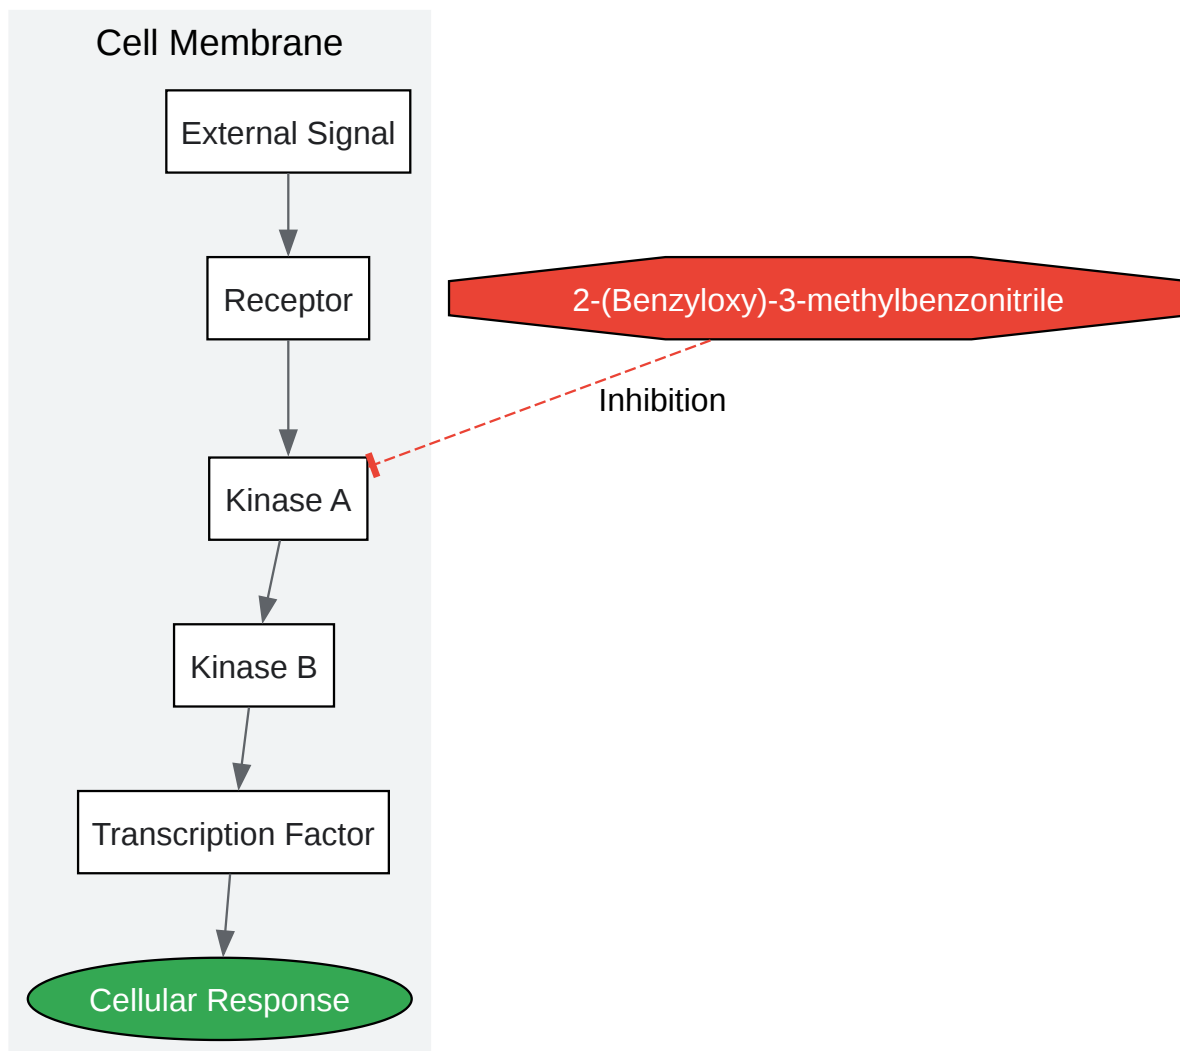 Cell Membrane
External Signal
Receptor
2-(Benzyloxy)-3-methylbenzonitrile
Inhibition
Kinase A
Kinase B
Transcription Factor
Cellular Response